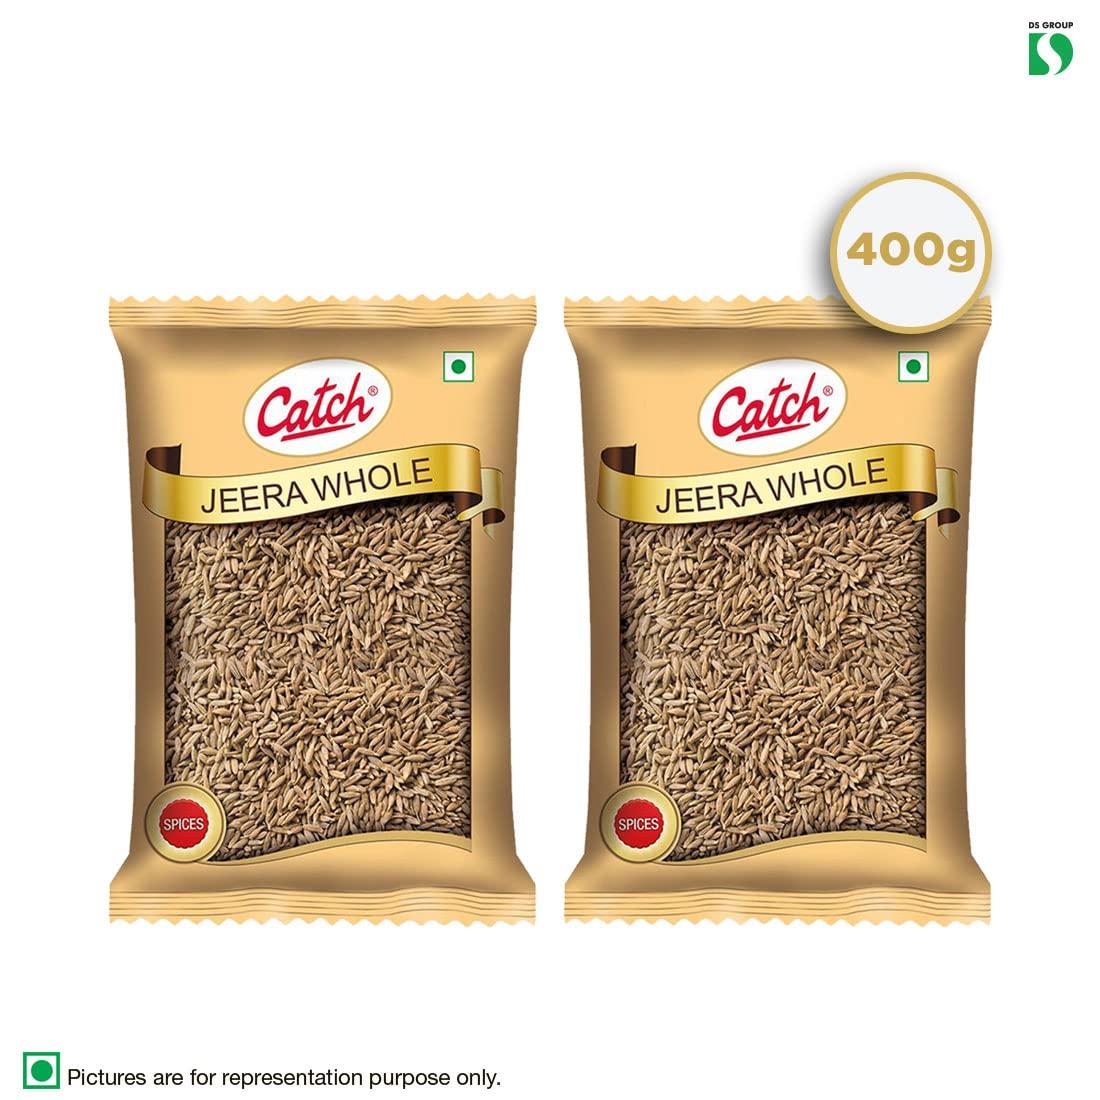 DS GROUP
400g
Catch®
JEERA WHOLE
SPICES
Catch®
JEERA WHOLE
SPICES
Pictures are for representation purpose only.